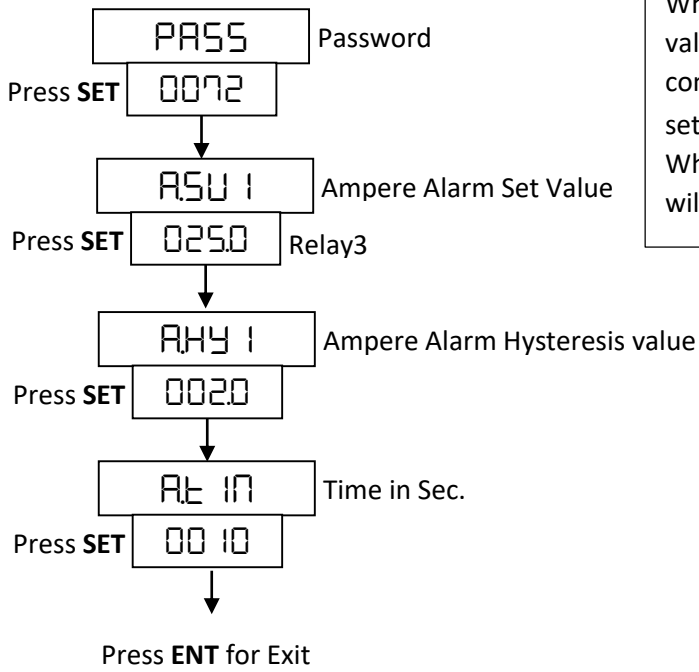 PASS Password
Press SET 0072
A.SU 1 Ampere Alarm Set Value
Press SET 025.0 Relay3
A.HY 1 Ampere Alarm Hysteresis value
Press SET 002.0
A.t 1N Time in Sec.
Press SET 0010
Press ENT for Exit